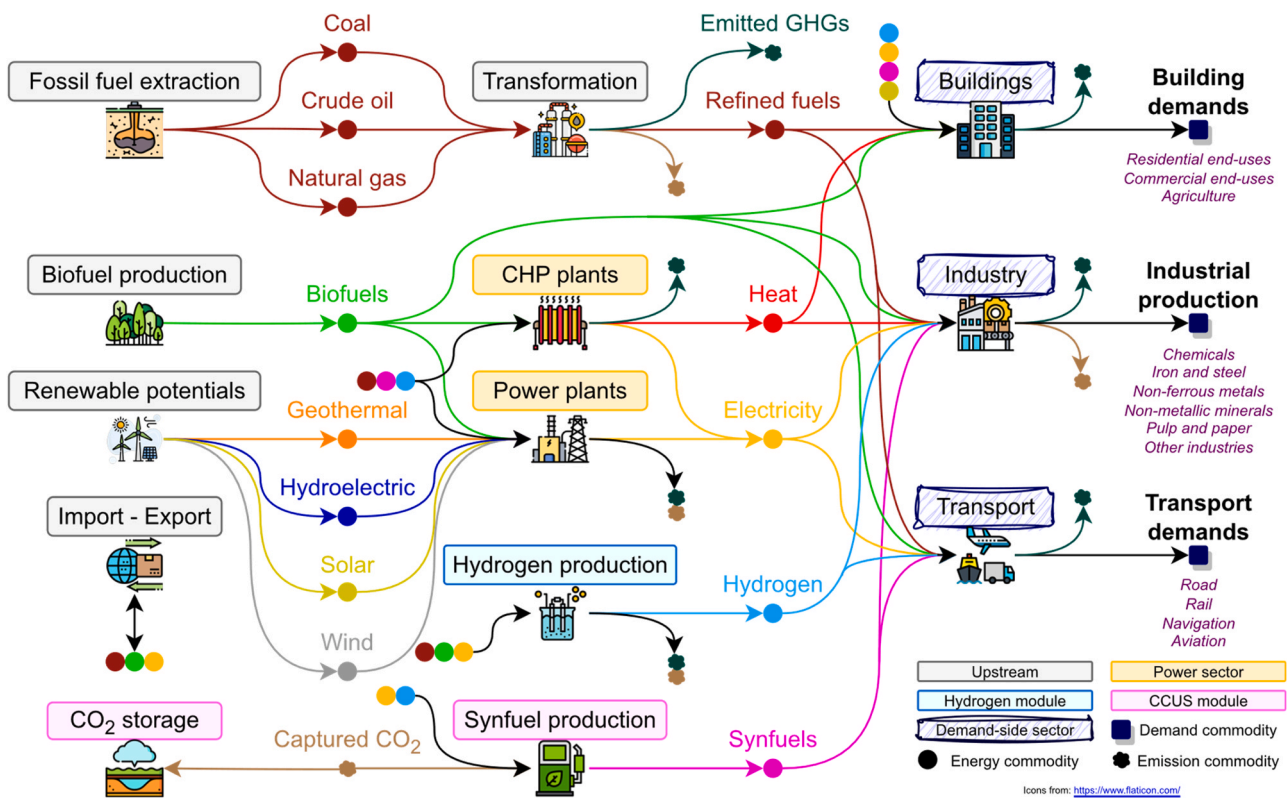 Coal
Emitted GHGs
Fossil fuel extraction
Transformation
Buildings
Building
demands
Crude oil
Refined fuels
Residential end-uses
Commercial end-uses
Agriculture
Natural gas
Biofuel production
Biofuels
CHP plants
Heat
Industry
Industrial
production
Chemicals
Iron and steel
Non-ferrous metals
Non-metallic minerals
Pulp and paper
Other industries
Renewable potentials
Geothermal
Power plants
Electricity
Hydroelectric
Import - Export
Transport
Transport
demands
Solar
Hydrogen production
Hydrogen
Road
Rail
Navigation
Aviation
Wind
Upstream
Power sector
Hydrogen module
CCUS module
Demand-side sector
Demand commodity
Energy commodity
Emission commodity
CO2 storage
Captured CO2
Synfuel production
Synfuels
Icons from: https://www.flaticon.com/